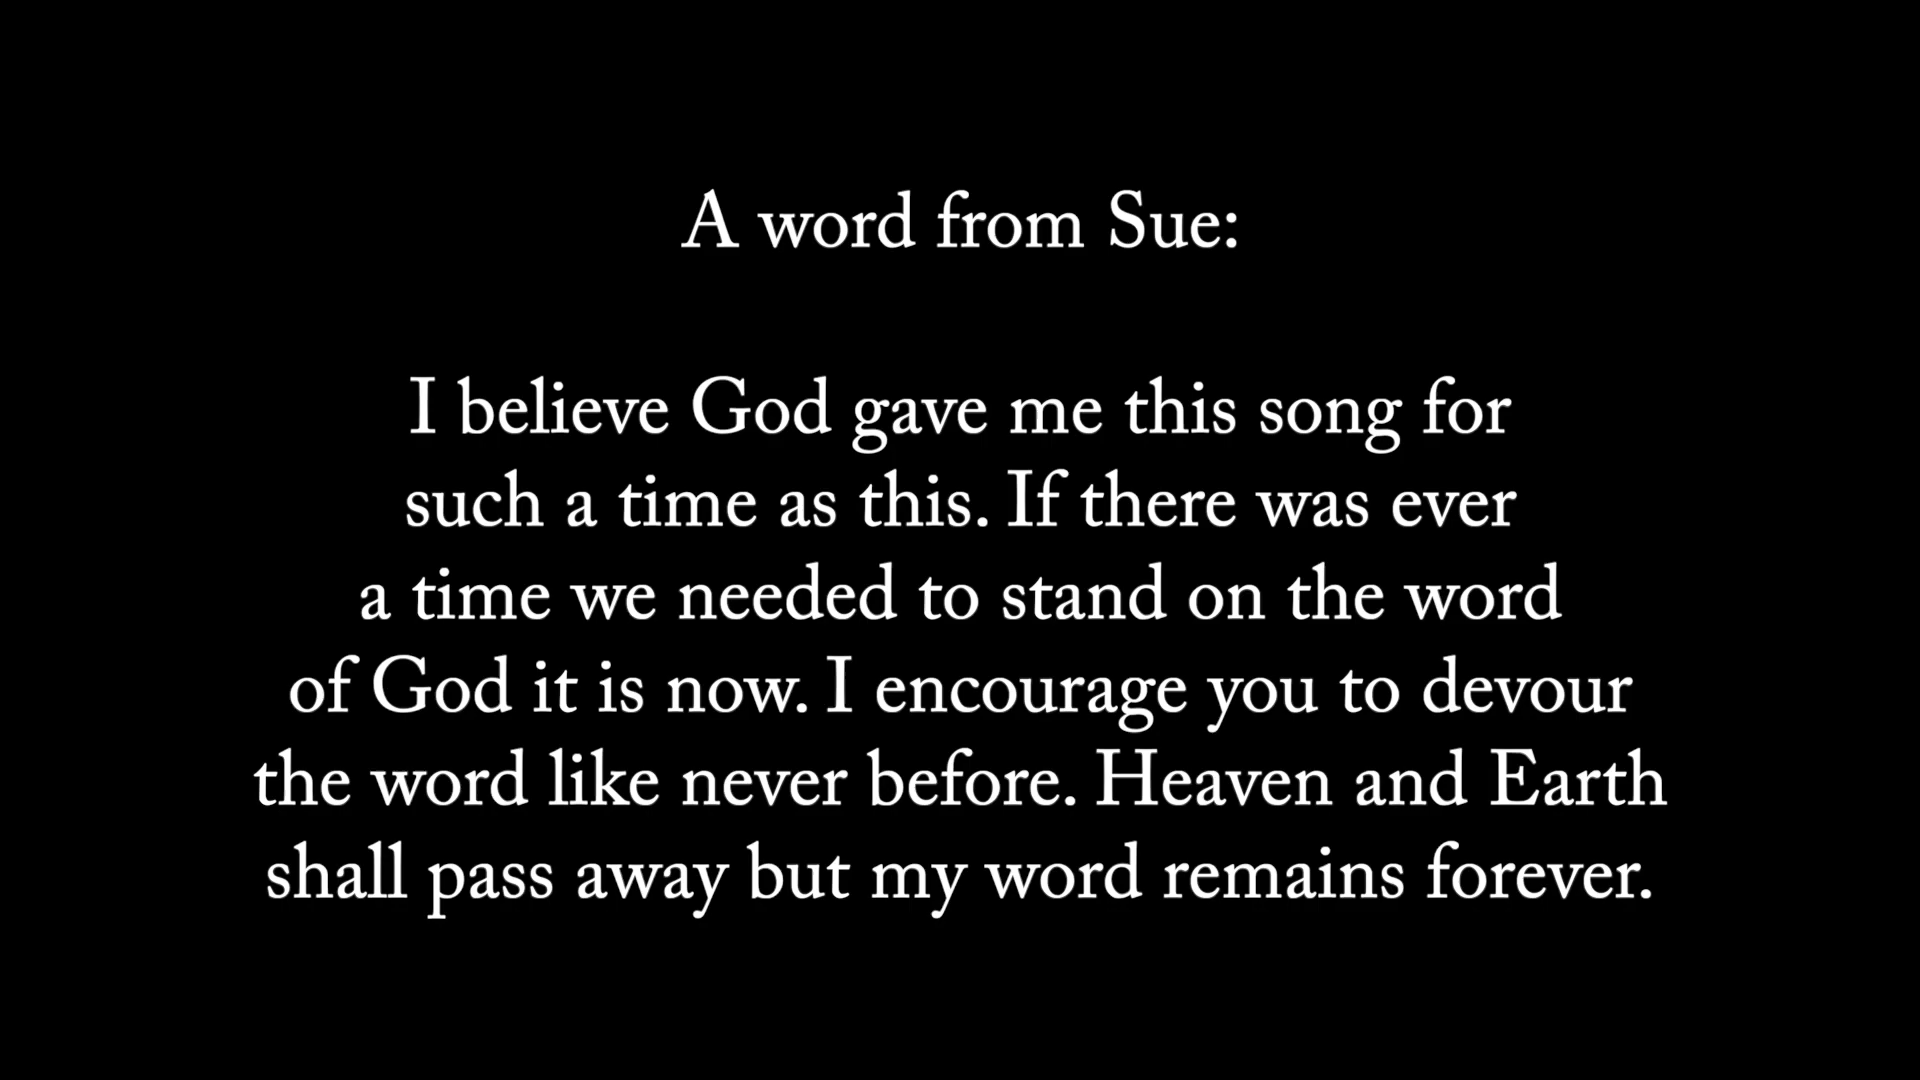 A word from Sue:
I believe God gave me this song for
such a time as this. If there was ever
a time we needed to stand on the word
of God it is now. I encourage you to devour
the word like never before. Heaven and Earth
shall pass away but my word remains forever.